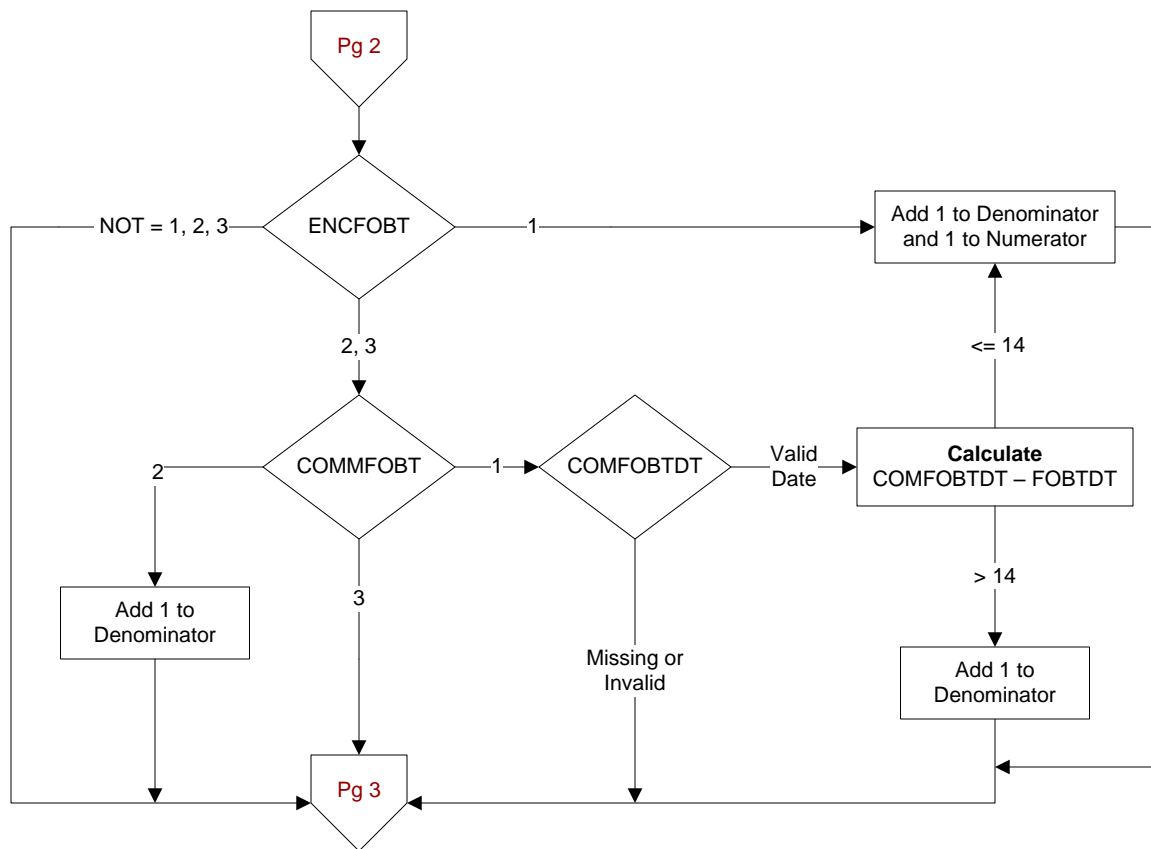 Pg 2
NOT = 1, 2, 3
ENCFOBT
1
Add 1 to Denominator
and 1 to Numerator
2, 3
<= 14
2
COMMFOBT
1
COMFOBTDT
Valid
Date
Calculate
COMFOBTDT – FOBTDT
> 14
3
Add 1 to
Denominator
Missing or
Invalid
Add 1 to
Denominator
Pg 3